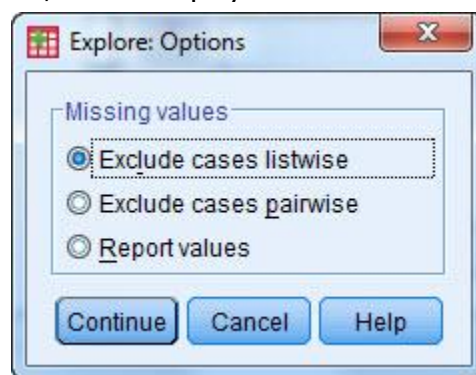 Explore: Options
Missing values
Exclude cases listwise
Exclude cases pairwise
Report values
Continue Cancel Help